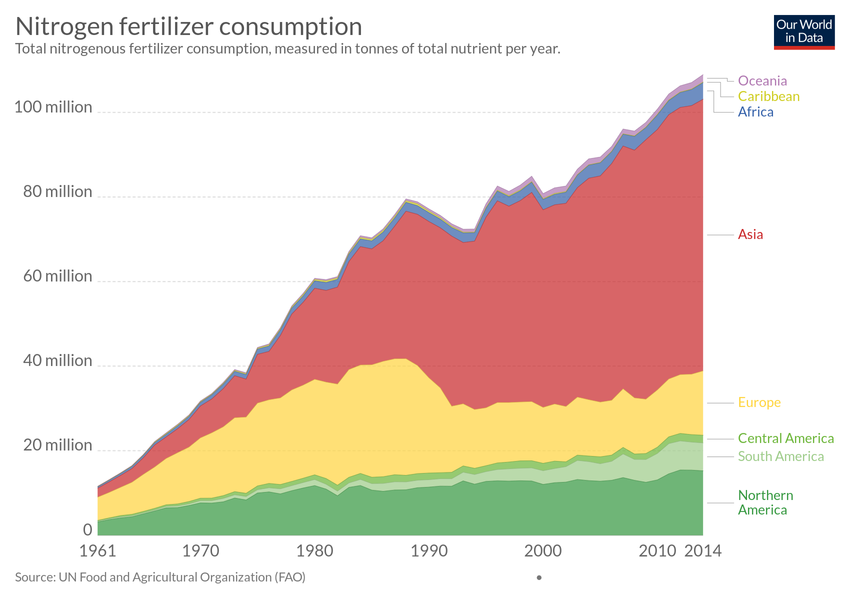 Nitrogen fertilizer consumption
Total nitrogenous fertilizer consumption, measured in tonnes of total nutrient per year.
Our World
in Data
100 million
80 million
60 million
40 million
20 million
0
Oceania
Caribbean
Africa
Asia
Europe
Central America
South America
Northern
America
1961
1970
1980
1990
2000
2010
2014
Source: UN Food and Agricultural Organization (FAO)